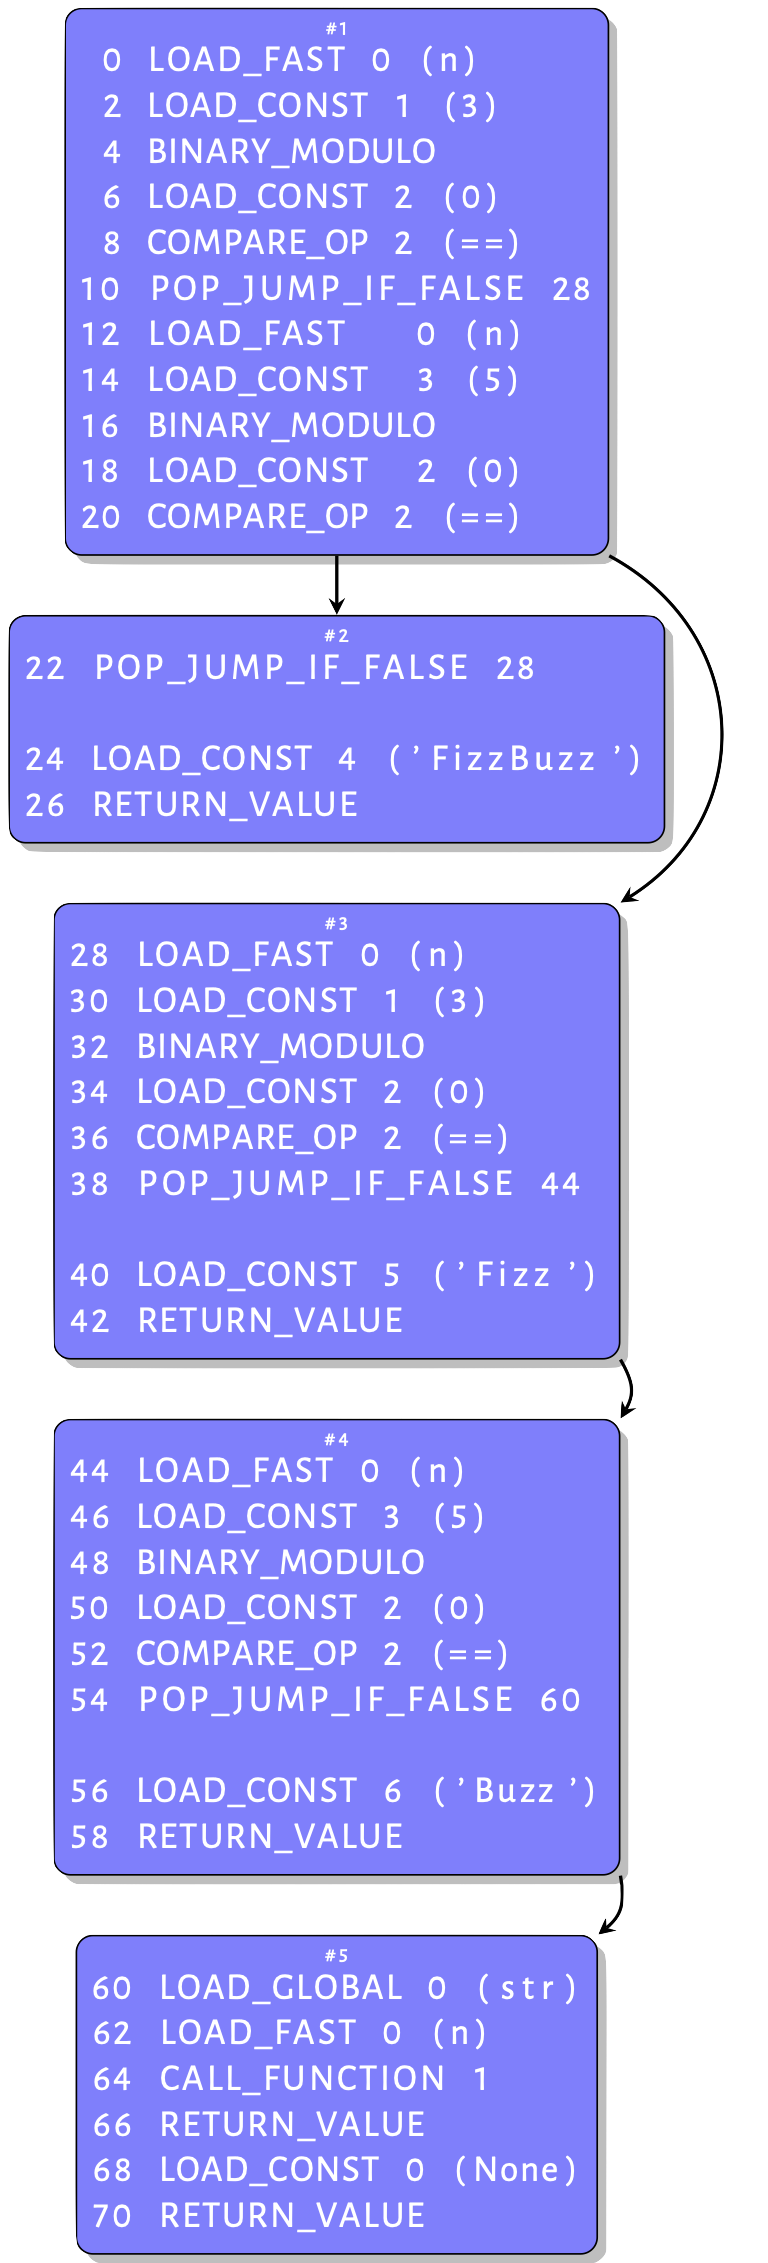 #1
0 LOAD_FAST 0 (n)
2 LOAD_CONST 1 (3)
4 BINARY_MODULO
6 LOAD_CONST 2 (0)
8 COMPARE_OP 2 (==)
10 POP_JUMP_IF_FALSE 28
12 LOAD_FAST 0 (n)
14 LOAD_CONST 3 (5)
16 BINARY_MODULO
18 LOAD_CONST 2 (0)
20 COMPARE_OP 2 (==)
#2
22 POP_JUMP_IF_FALSE 28
24 LOAD_CONST 4 (’FizzBuzz ’)
26 RETURN_VALUE
#3
28 LOAD_FAST 0 (n)
30 LOAD_CONST 1 (3)
32 BINARY_MODULO
34 LOAD_CONST 2 (0)
36 COMPARE_OP 2 (==)
38 POP_JUMP_IF_FALSE 44
40 LOAD_CONST 5 (’Fizz ’)
42 RETURN_VALUE
#4
44 LOAD_FAST 0 (n)
46 LOAD_CONST 3 (5)
48 BINARY_MODULO
50 LOAD_CONST 2 (0)
52 COMPARE_OP 2 (==)
54 POP_JUMP_IF_FALSE 60
56 LOAD_CONST 6 (’Buzz ’)
58 RETURN_VALUE
#5
60 LOAD_GLOBAL 0 (str)
62 LOAD_FAST 0 (n)
64 CALL_FUNCTION 1
66 RETURN_VALUE
68 LOAD_CONST 0 (None)
70 RETURN_VALUE